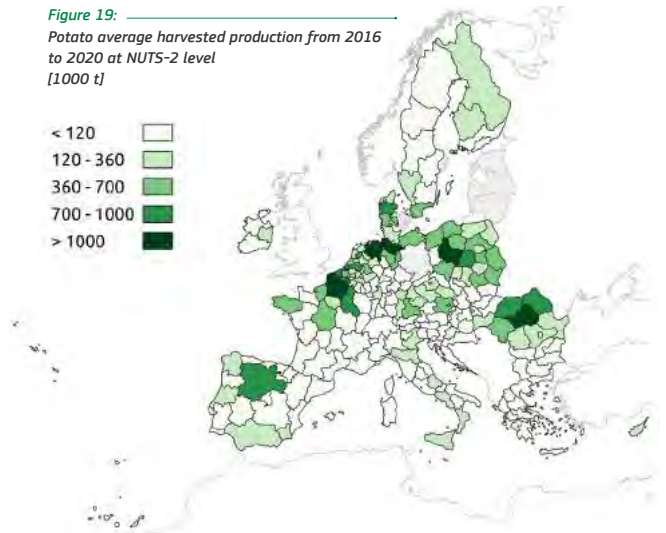 Figure 19:
Potato average harvested production from 2016
to 2020 at NUTS-2 level
[1000 t]
< 120
120 - 360
360 - 700
700 - 1000
> 1000